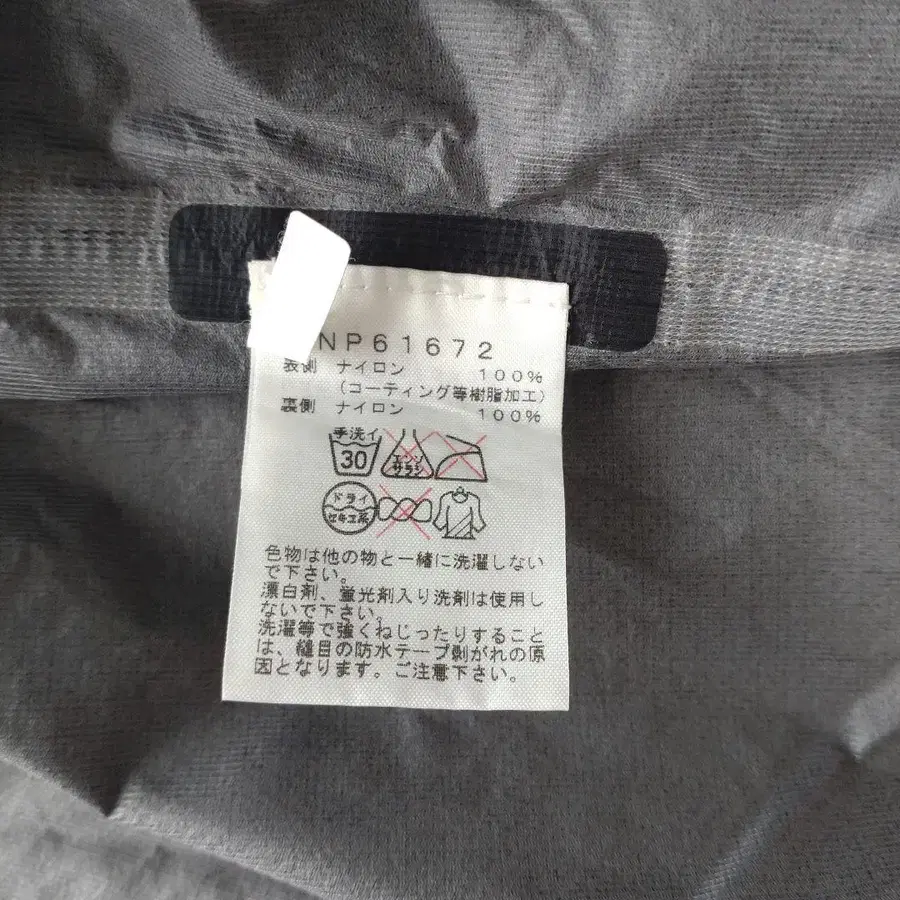 NP61672
表側 ナイロン 100%
(コーティング等樹脂加工)
裏側 ナイロン 100%
手洗イ
30
エンソ
サラシ
ドライ
セキユ系
色物は他の物と一緒に洗濯しない
で下さい。
漂白剤、蛍光剤入り洗剤は使用し
ないで下さい。
洗濯等で強くねじったりすること
は、縫目の防水テープ剥がれの原
因となります。ご注意下さい。